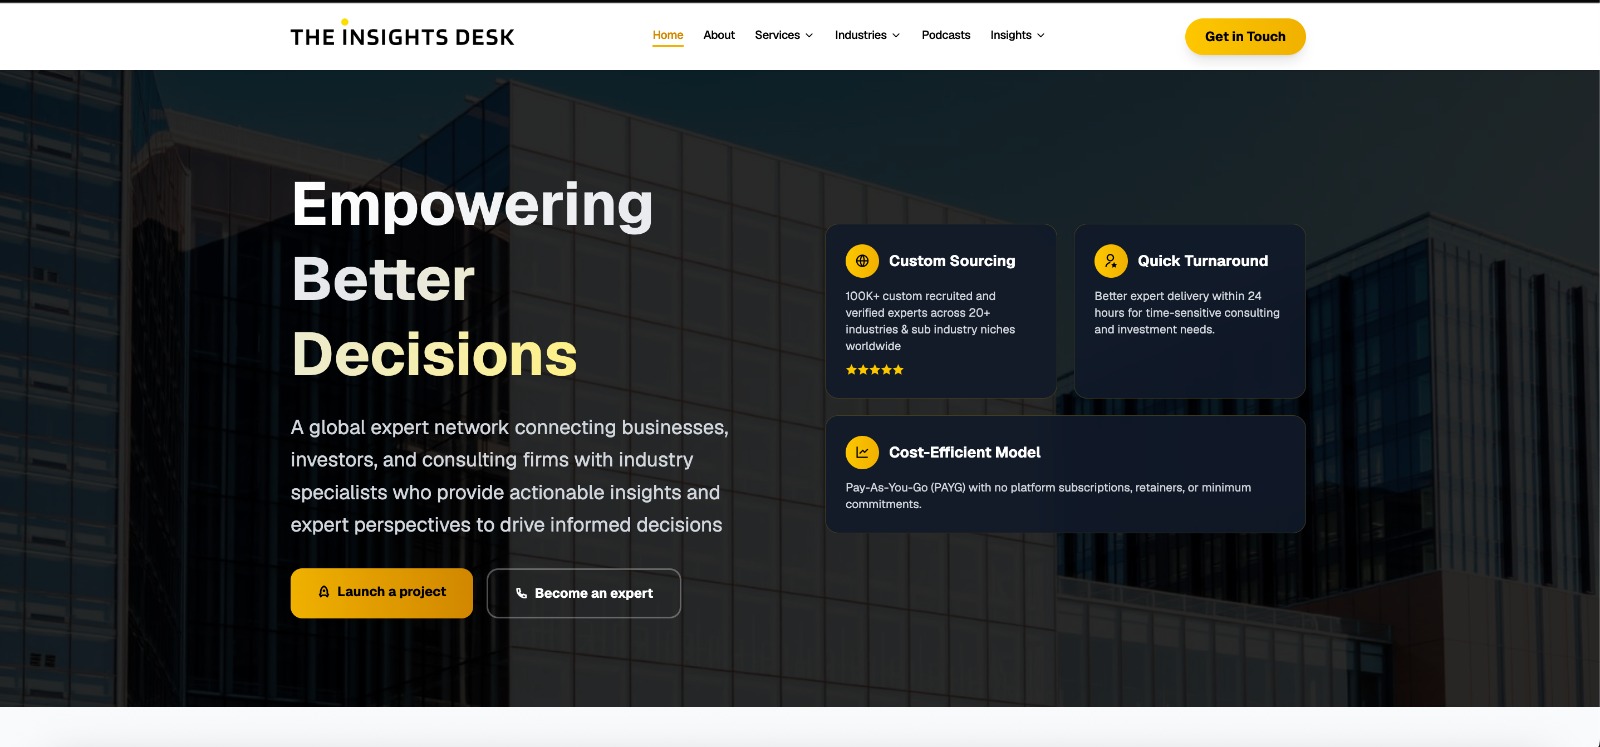 THE INSIGHTS DESK
Home About Services Industries Podcasts Insights
Get in Touch
Empowering
Better
Decisions
A global expert network connecting businesses,
investors, and consulting firms with industry
specialists who provide actionable insights and
expert perspectives to drive informed decisions
Launch a project
Become an expert
Custom Sourcing
100K+ custom recruited and
verified experts across 20+
industries & sub industry niches
worldwide
Quick Turnaround
Better expert delivery within 24
hours for time-sensitive consulting
and investment needs.
Cost-Efficient Model
Pay-As-You-Go (PAYG) with no platform subscriptions, retainers, or minimum
commitments.